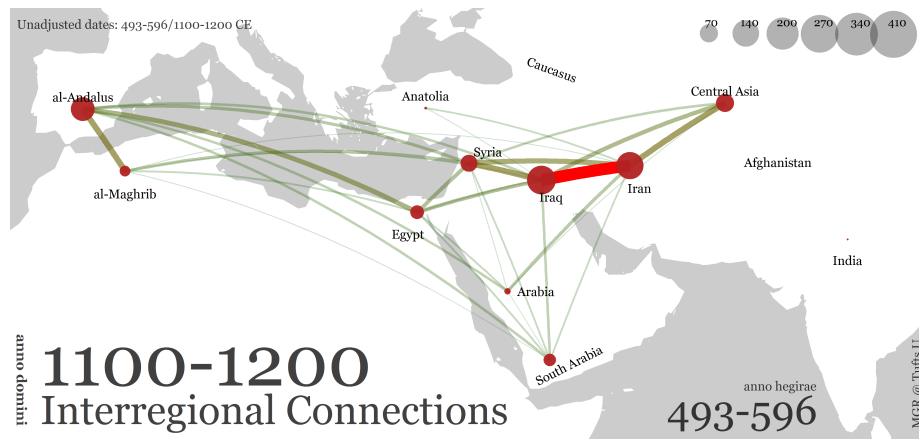 Unadjusted dates: 493-596/1100-1200 CE
70 140 200 270 340 410
Caucasus
al-Andalus
Anatolia
Central Asia
Syria
Afghanistan
al-Maghrib
Iraq
Iran
Egypt
India
Arabia
South Arabia
anno domini
1100-1200
Interregional Connections
anno hegirae
493-596
MGR @ Tufts U